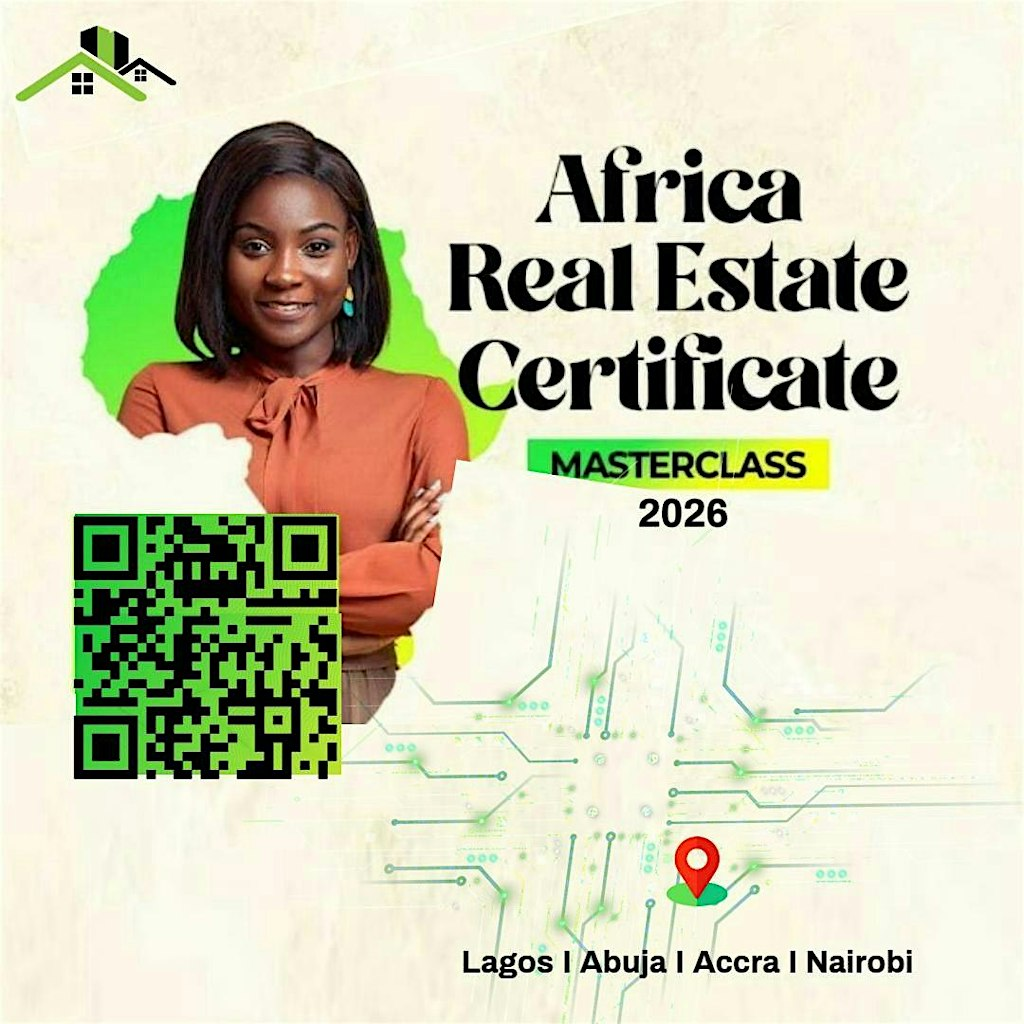 Africa
Real Estate
Certificate
MASTERCLASS
2026
Lagos I Abuja I Accra I Nairobi